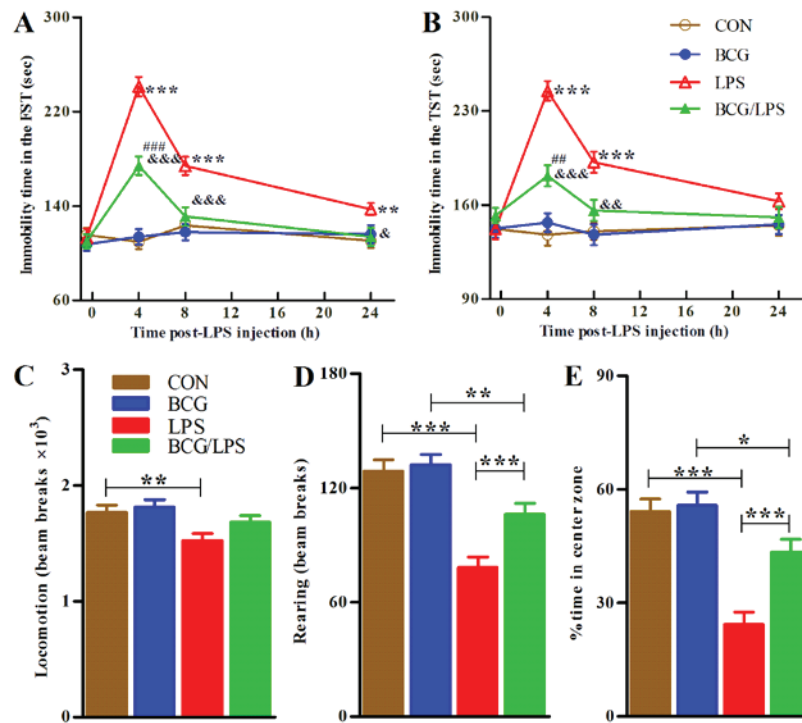 A
Immobility time in the FST (sec)
300
220
140
60
***
###
&&&
***
&&&
**
&
0 4 8 12 16 20 24
Time post-LPS injection (h)
B
Immobility time in the TST (sec)
300
230
160
90
***
##
&&&
***
&&
0 4 8 12 16 20 24
Time post-LPS injection (h)
CON
BCG
LPS
BCG/LPS
C
Locomotion (beam breaks ×10³)
3
2
1
0
CON
BCG
LPS
BCG/LPS
**
D
Rearing (beam breaks)
180
120
60
0
**
***
***
E
%time in center zone
90
60
30
0
*
***
***